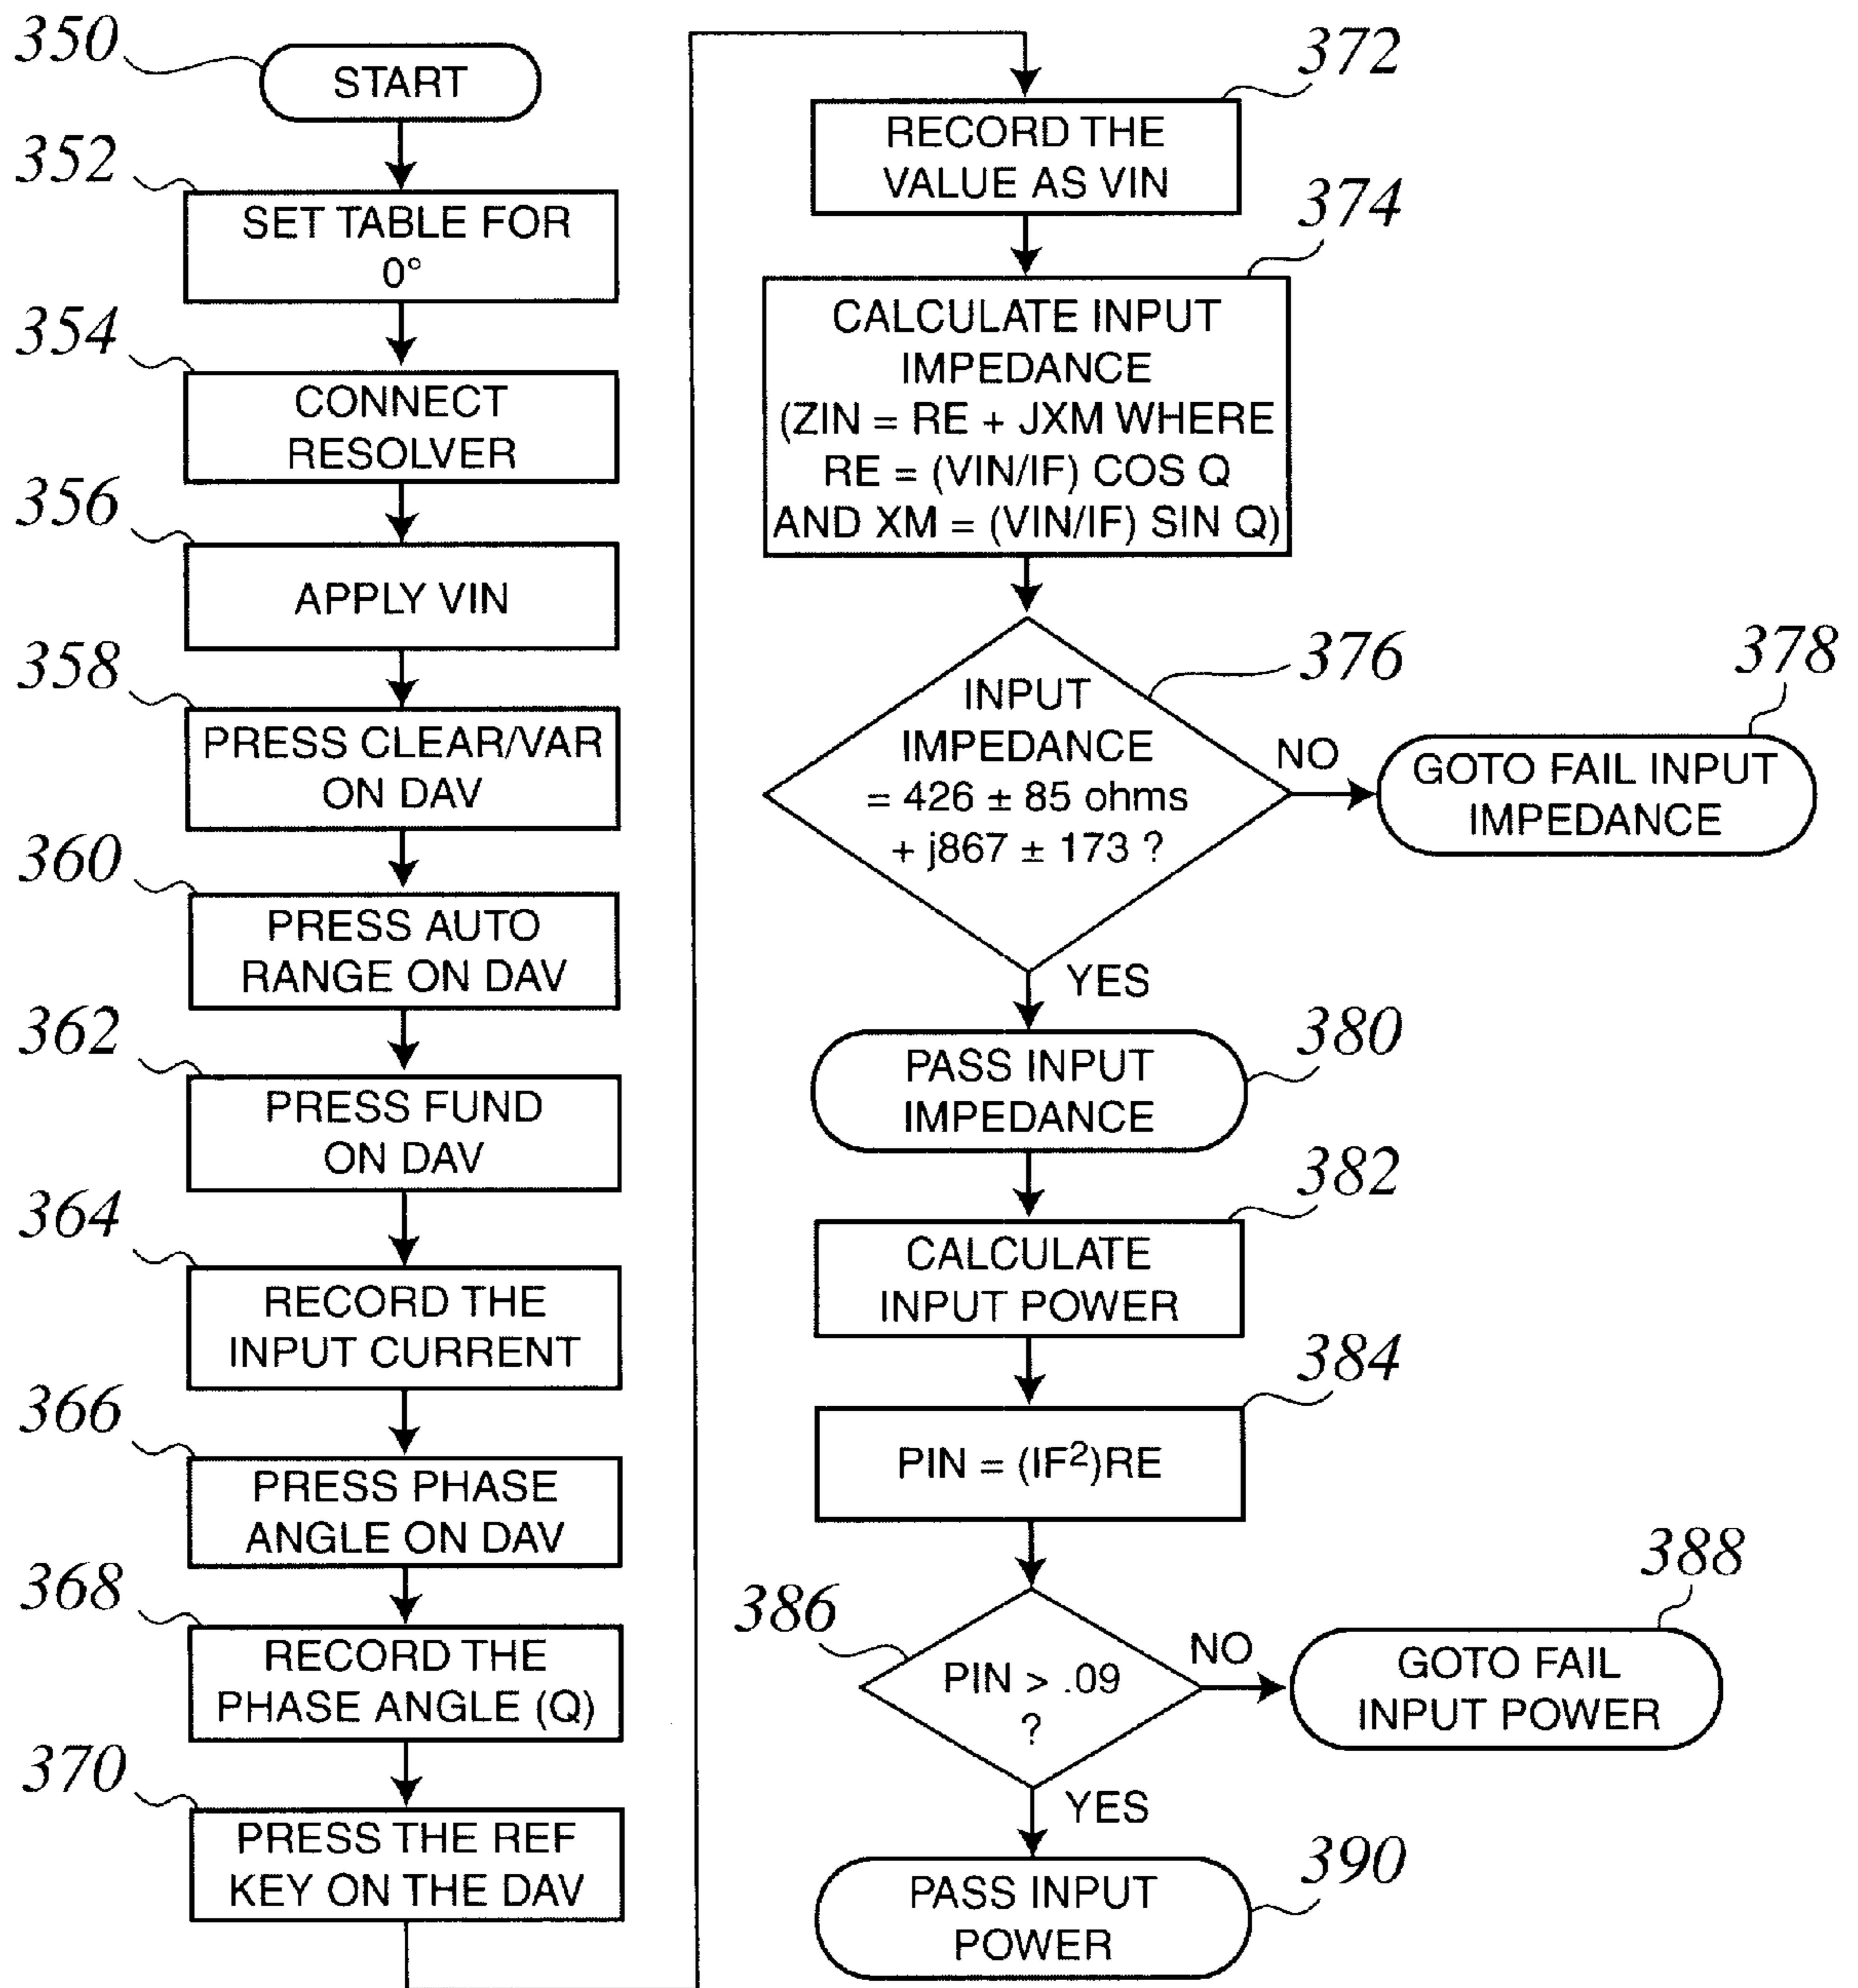 350
START
352
SET TABLE FOR
0°
354
CONNECT
RESOLVER
356
APPLY VIN
358
PRESS CLEAR/VAR
ON DAV
360
PRESS AUTO
RANGE ON DAV
362
PRESS FUND
ON DAV
364
RECORD THE
INPUT CURRENT
366
PRESS PHASE
ANGLE ON DAV
368
RECORD THE
PHASE ANGLE (Q)
370
PRESS THE REF
KEY ON THE DAV
372
RECORD THE
VALUE AS VIN
374
CALCULATE INPUT
IMPEDANCE
(ZIN = RE + JXM WHERE
RE = (VIN/IF) COS Q
AND XM = (VIN/IF) SIN Q)
376
INPUT
IMPEDANCE
= 426 ± 85 ohms
+ j867 ± 173 ?
NO
378
GOTO FAIL INPUT
IMPEDANCE
YES
380
PASS INPUT
IMPEDANCE
382
CALCULATE
INPUT POWER
384
PIN = (IF²)RE
386
PIN > .09
?
NO
388
GOTO FAIL
INPUT POWER
YES
390
PASS INPUT
POWER